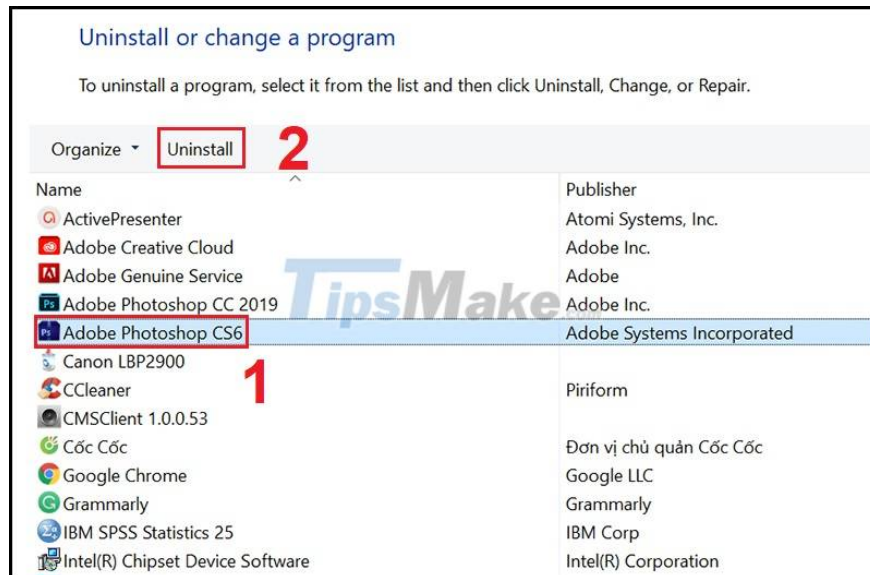 Uninstall or change a program
To uninstall a program, select it from the list and then click Uninstall, Change, or Repair.
Organize Uninstall 2
Name Publisher
ActivePresenter Atomi Systems, Inc.
Adobe Creative Cloud Adobe Inc.
Adobe Genuine Service Adobe
Adobe Photoshop CC 2019 Adobe Inc.
TipsMake.com
Adobe Photoshop CS6 Adobe Systems Incorporated
Canon LBP2900
1
CCleaner Piriform
CMSClient 1.0.0.53
Cốc Cốc Đơn vị chủ quản Cốc Cốc
Google Chrome Google LLC
Grammarly Grammarly
IBM SPSS Statistics 25 IBM Corp
Intel(R) Chipset Device Software Intel(R) Corporation